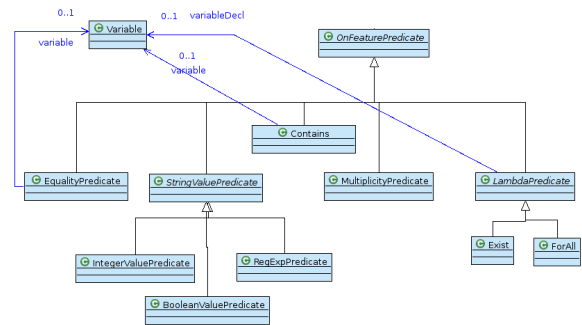 0..1
0..1
variableDecl
Variable
OnFeaturePredicate
variable
0..1
variable
Contains
EqualityPredicate
StringValuePredicate
MultiplicityPredicate
LambdaPredicate
Exist
ForAll
IntegerValuePredicate
RegExpPredicate
BooleanValuePredicate